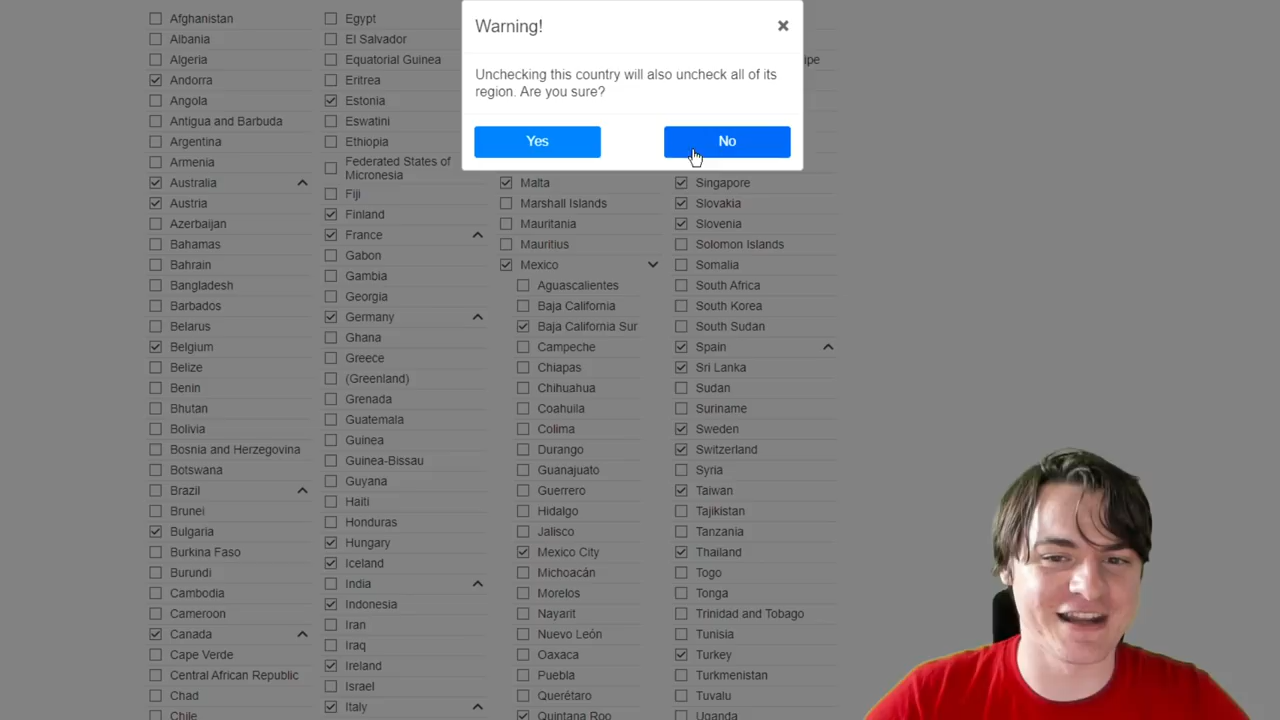 Warning!
Unchecking this country will also uncheck all of its
region. Are you sure?
Yes
No
Afghanistan
Albania
Algeria
Andorra
Angola
Antigua and Barbuda
Argentina
Armenia
Australia
Austria
Azerbaijan
Bahamas
Bahrain
Bangladesh
Barbados
Belarus
Belgium
Belize
Benin
Bhutan
Bolivia
Bosnia and Herzegovina
Botswana
Brazil
Brunei
Bulgaria
Burkina Faso
Burundi
Cambodia
Cameroon
Canada
Cape Verde
Central African Republic
Chad
Chile
Egypt
El Salvador
Equatorial Guinea
Eritrea
Estonia
Eswatini
Ethiopia
Federated States of
Micronesia
Fiji
Finland
France
Gabon
Gambia
Georgia
Germany
Ghana
Greece
(Greenland)
Grenada
Guatemala
Guinea
Guinea-Bissau
Guyana
Haiti
Honduras
Hungary
Iceland
India
Indonesia
Iran
Iraq
Ireland
Israel
Italy
Malta
Marshall Islands
Mauritania
Mauritius
Mexico
Aguascalientes
Baja California
Baja California Sur
Campeche
Chiapas
Chihuahua
Coahuila
Colima
Durango
Guanajuato
Guerrero
Hidalgo
Jalisco
Mexico City
Michoacán
Morelos
Nayarit
Nuevo León
Oaxaca
Puebla
Querétaro
Quintana Roo
ipe
Singapore
Slovakia
Slovenia
Solomon Islands
Somalia
South Africa
South Korea
South Sudan
Spain
Sri Lanka
Sudan
Suriname
Sweden
Switzerland
Syria
Taiwan
Tajikistan
Tanzania
Thailand
Togo
Tonga
Trinidad and Tobago
Tunisia
Turkey
Turkmenistan
Tuvalu
Uganda